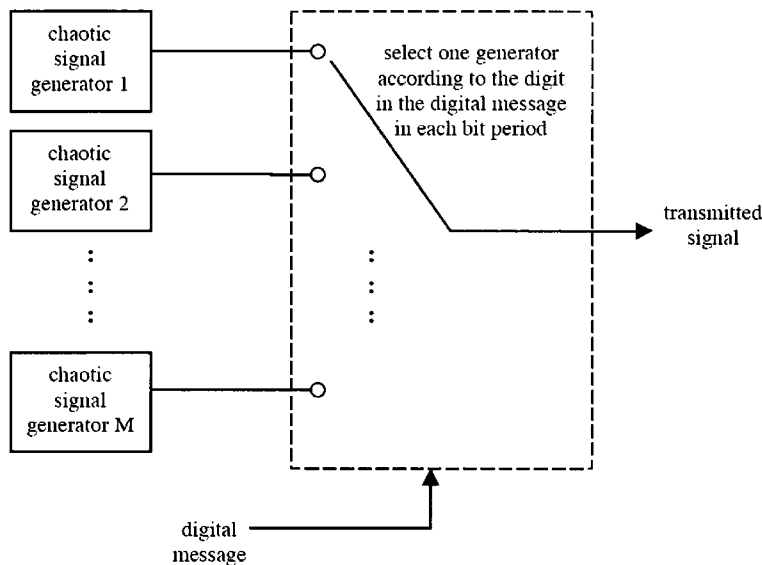 chaotic
signal
generator 1
select one generator
according to the digit
in the digital message
in each bit period
chaotic
signal
generator 2
transmitted
signal
chaotic
signal
generator M
digital
message